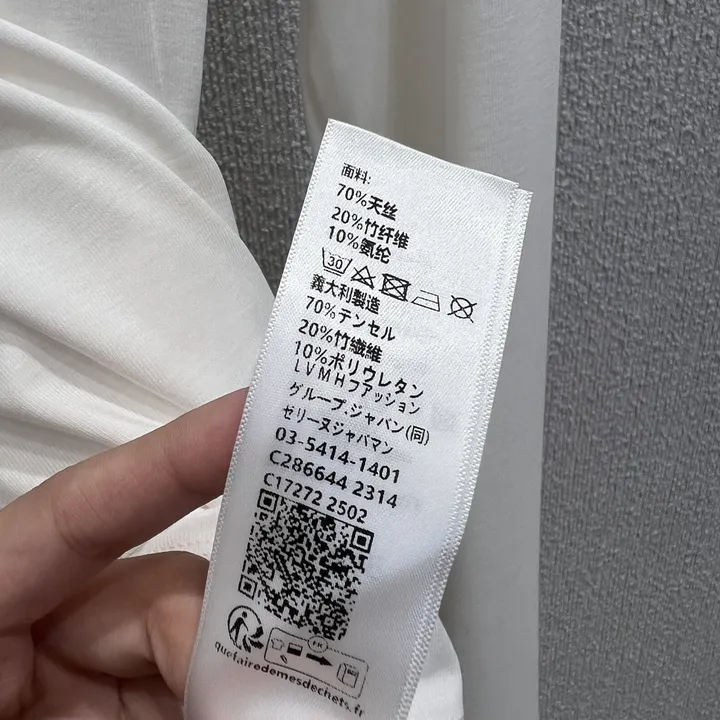 面料:
70%天丝
20%竹纤维
10%氨纶
30
義大利製造
70%テンセル
20%竹繊維
10%ポリウレタン
LVMHファッション
グループ.ジャパン(同)
ゼリーヌジャパマン
03-5414-1401
C286644 2314
C17272 2502
FR
quefairedemesdechets.fr